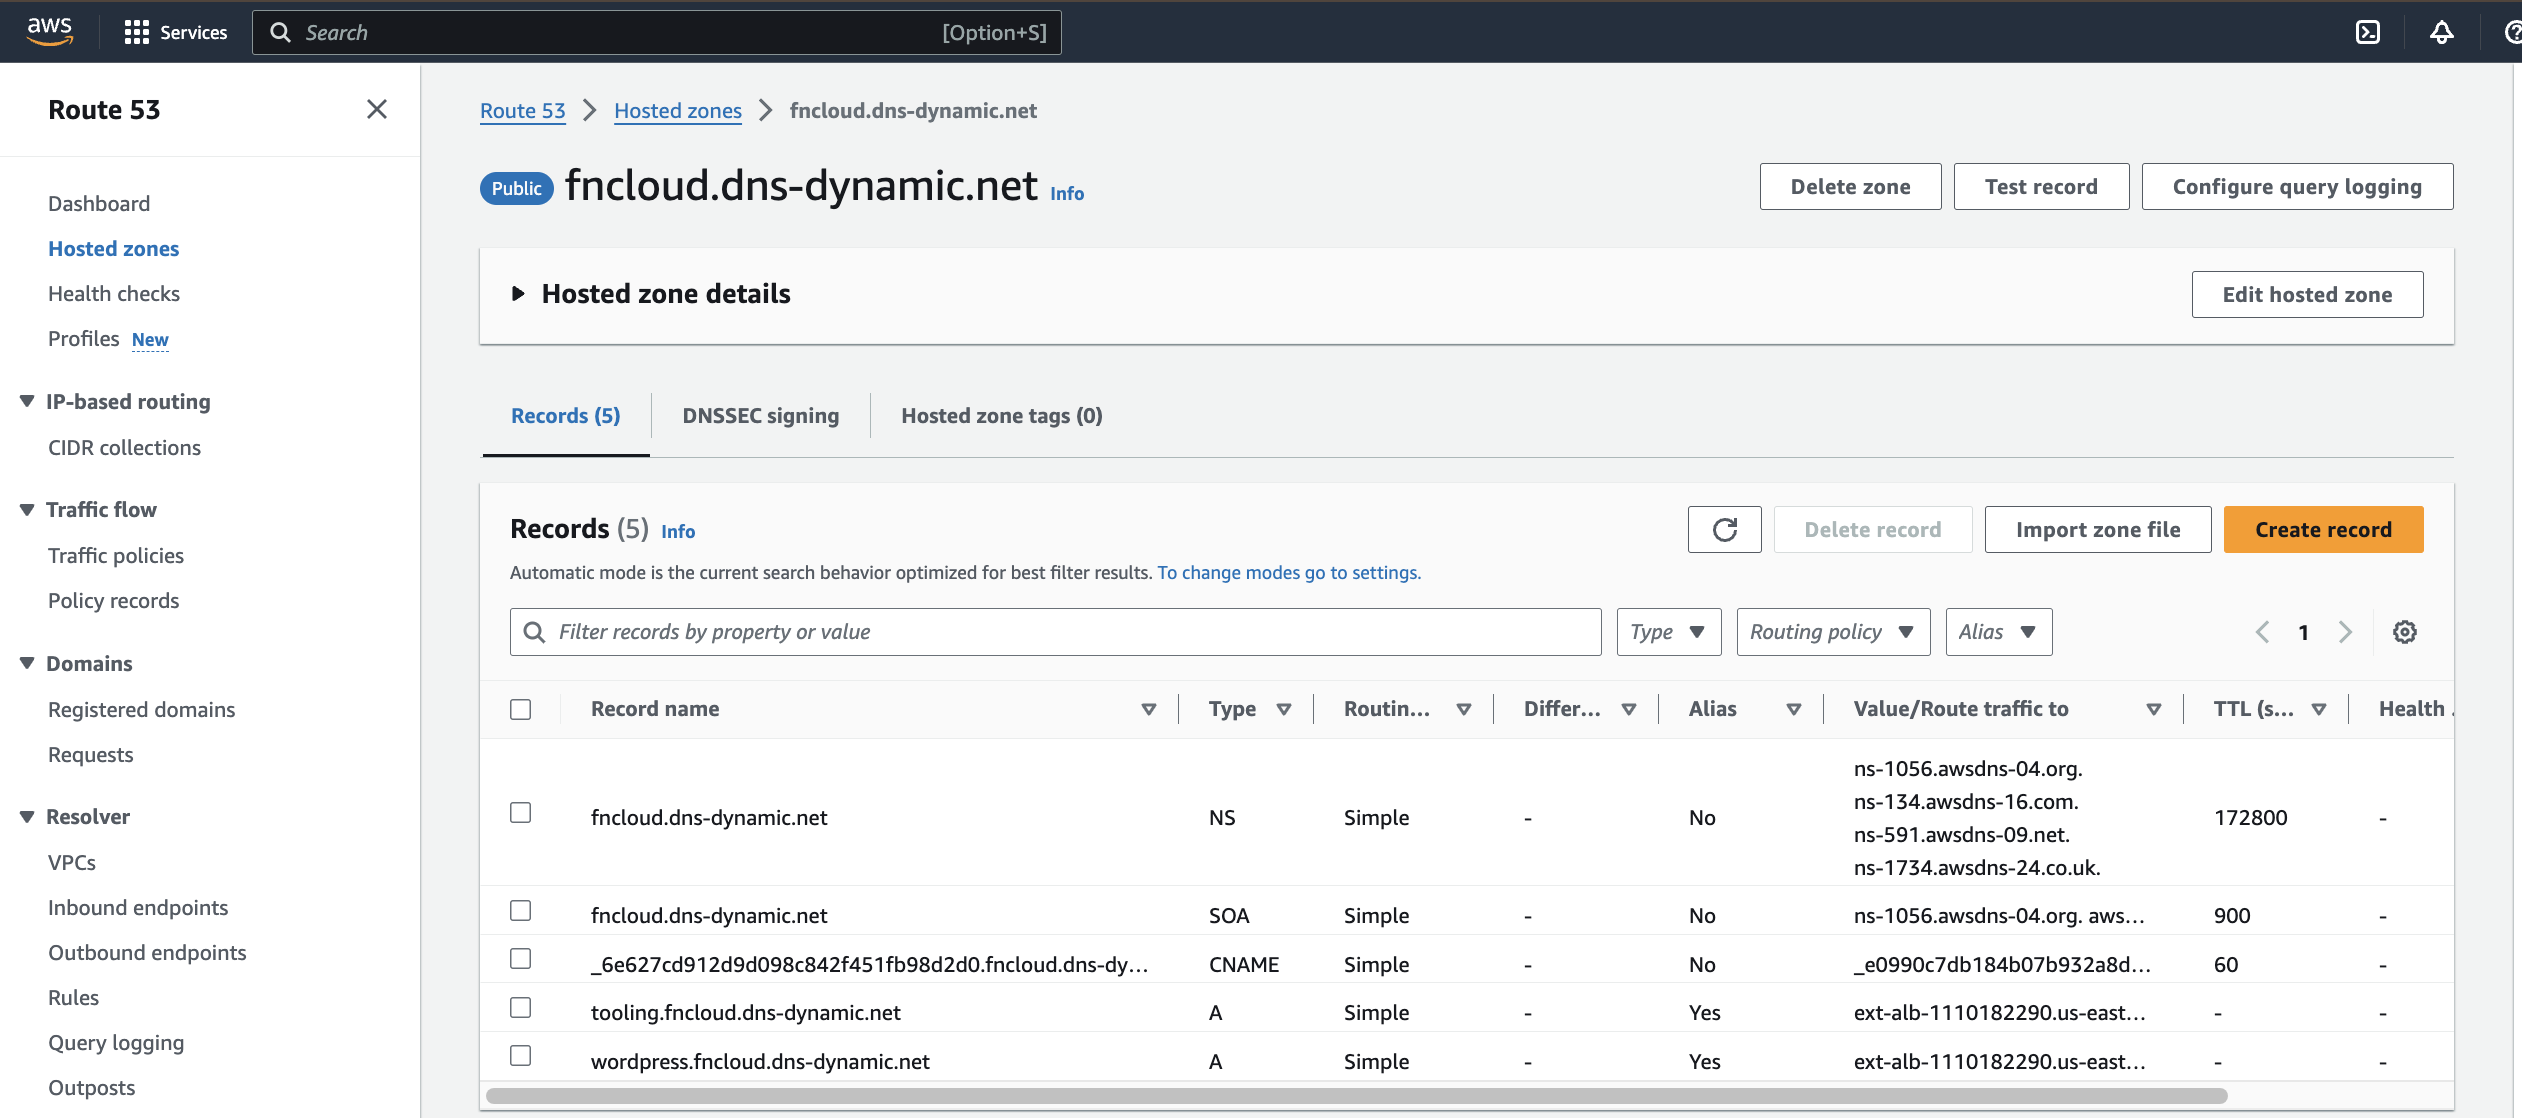 aws Services Search [Option+S]
Route 53
Dashboard
Hosted zones
Health checks
Profiles New
IP-based routing
CIDR collections
Traffic flow
Traffic policies
Policy records
Domains
Registered domains
Requests
Resolver
VPCs
Inbound endpoints
Outbound endpoints
Rules
Query logging
Outposts
Route 53 Hosted zones fncloud.dns-dynamic.net
Public fncloud.dns-dynamic.net Info
Delete zone Test record Configure query logging
Hosted zone details Edit hosted zone
Records (5) DNSSEC signing Hosted zone tags (0)
Records (5) Info
Delete record Import zone file Create record
Automatic mode is the current search behavior optimized for best filter results. To change modes go to settings.
Filter records by property or value Type Routing policy Alias 1
Record name Type Routin... Differ... Alias Value/Route traffic to TTL (s... Health .
ns-1056.awsdns-04.org.
ns-134.awsdns-16.com.
fncloud.dns-dynamic.net NS Simple - No 172800 -
ns-591.awsdns-09.net.
ns-1734.awsdns-24.co.uk.
fncloud.dns-dynamic.net SOA Simple - No ns-1056.awsdns-04.org. aws... 900 -
_6e627cd912d9d098c842f451fb98d2d0.fncloud.dns-dy... CNAME Simple - No _e0990c7db184b07b932a8d... 60 -
tooling.fncloud.dns-dynamic.net A Simple - Yes ext-alb-1110182290.us-east... - -
wordpress.fncloud.dns-dynamic.net A Simple - Yes ext-alb-1110182290.us-east... - -